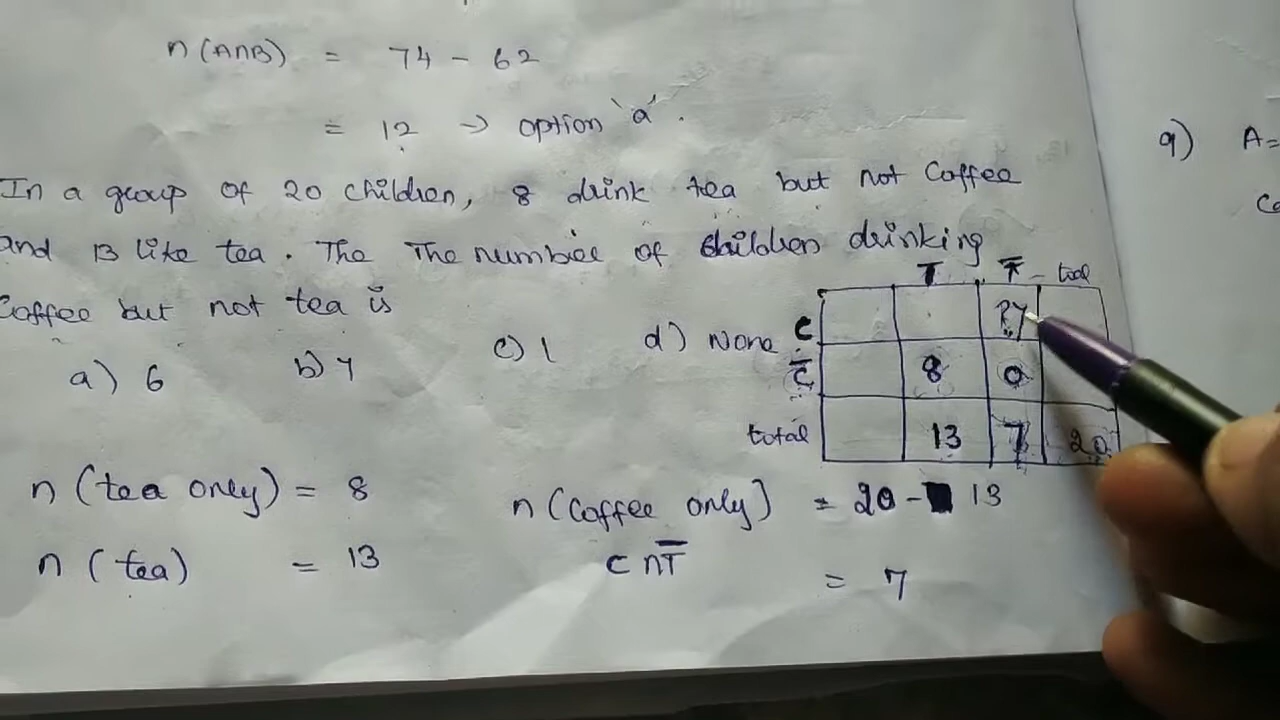 n(A∩B) = 74 - 62
= 12 → option 'a'.
In a group of 20 children, 8 drink tea but not Coffee
and 13 like tea. The The number of children drinking
Coffee but not tea is
a) 6 b) 7 c) 1 d) None
T T̅
C ?7
C̅ 8 0
total 13 7 20
n (tea only) = 8
n (tea) = 13
n (Coffee only) = 20 - 13
C ∩ T̅ = 7
9) A=